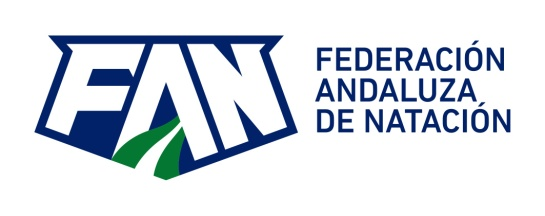 FAN
FEDERACIÓN
ANDALUZA
DE NATACIÓN